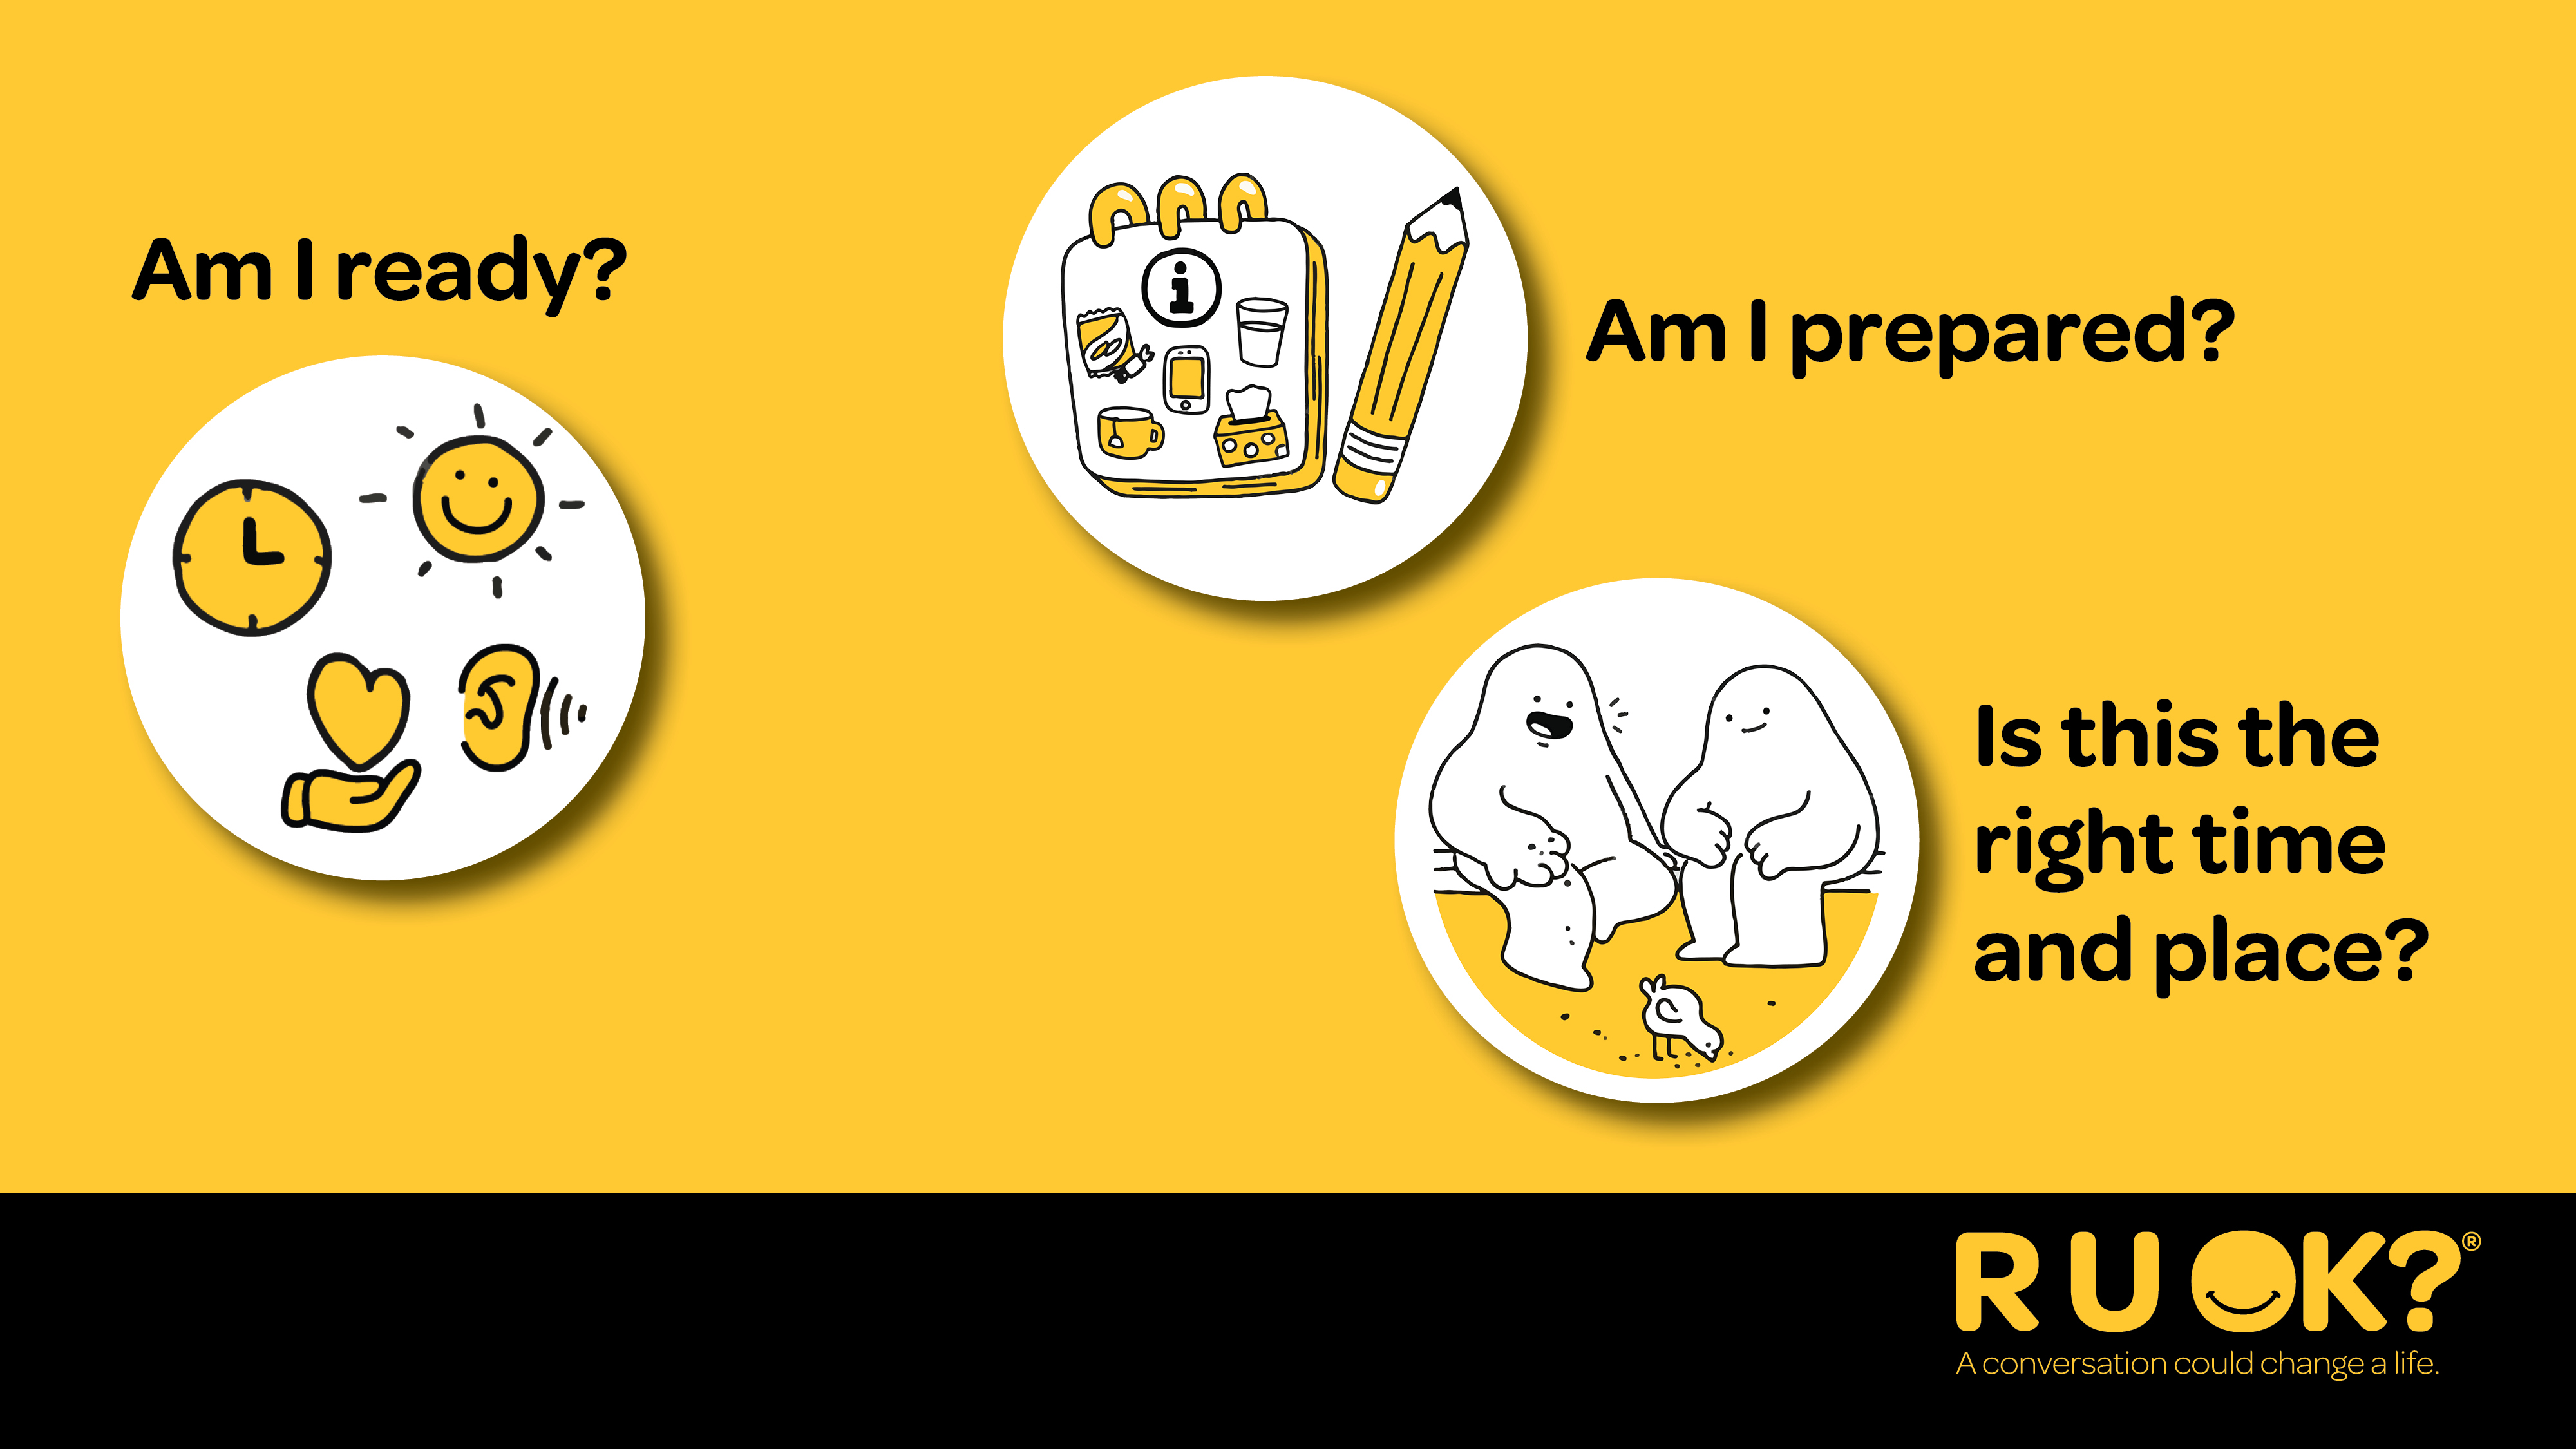 Am I ready?
i
Am I prepared?
Is this the
right time
and place?
R U OK?®
A conversation could change a life.